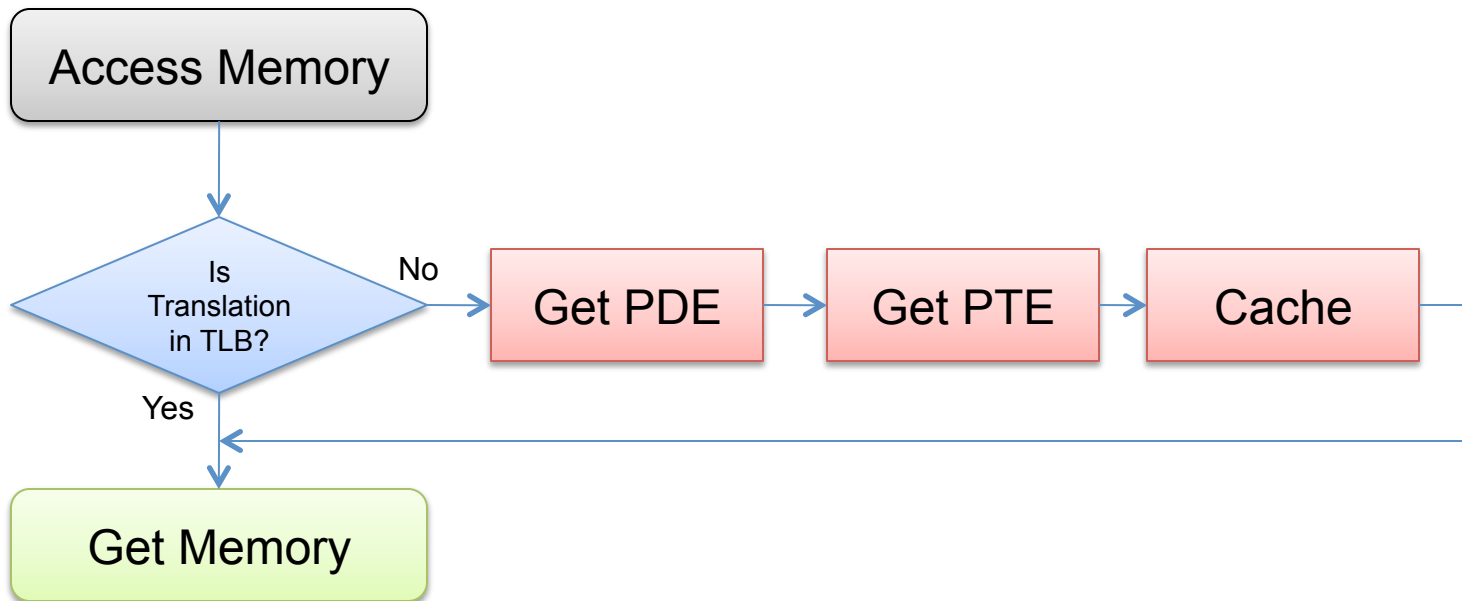 Access Memory
Is
Translation
in TLB?
No
Get PDE
Get PTE
Cache
Yes
Get Memory